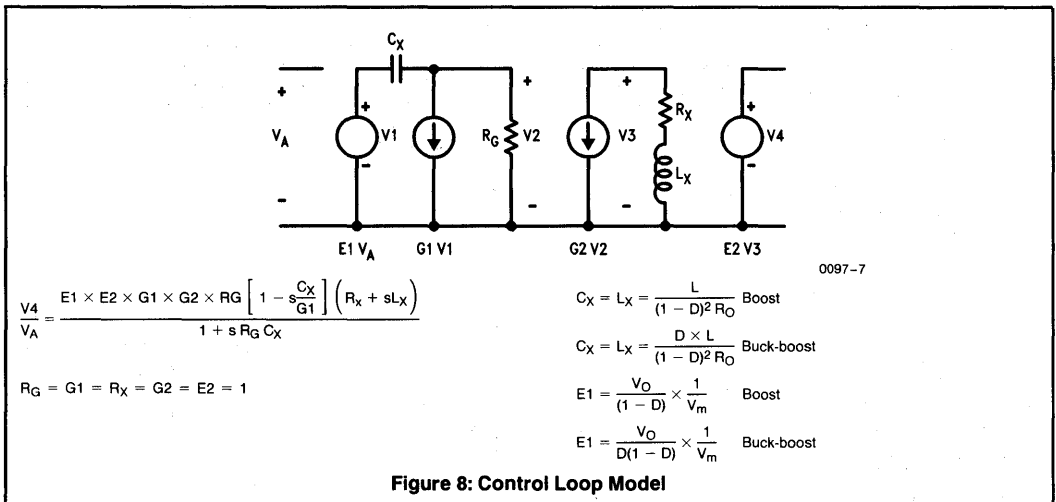 C_X
+
V_A
-
+
V1
-
R_G
+
V2
-
+
V3
-
R_X
L_X
+
V4
-
E1 V_A
G1 V1
G2 V2
E2 V3
0097-7
V4/V_A = E1 × E2 × G1 × G2 × RG [ 1 − s C_X/G1 ] ( R_X + sL_X ) / 1 + s R_G C_X
R_G = G1 = R_X = G2 = E2 = 1
C_X = L_X = L / (1 − D)² R_O Boost
C_X = L_X = D × L / (1 − D)² R_O Buck-boost
E1 = V_O / (1 − D) × 1 / V_m Boost
E1 = V_O / D(1 − D) × 1 / V_m Buck-boost
Figure 8: Control Loop Model